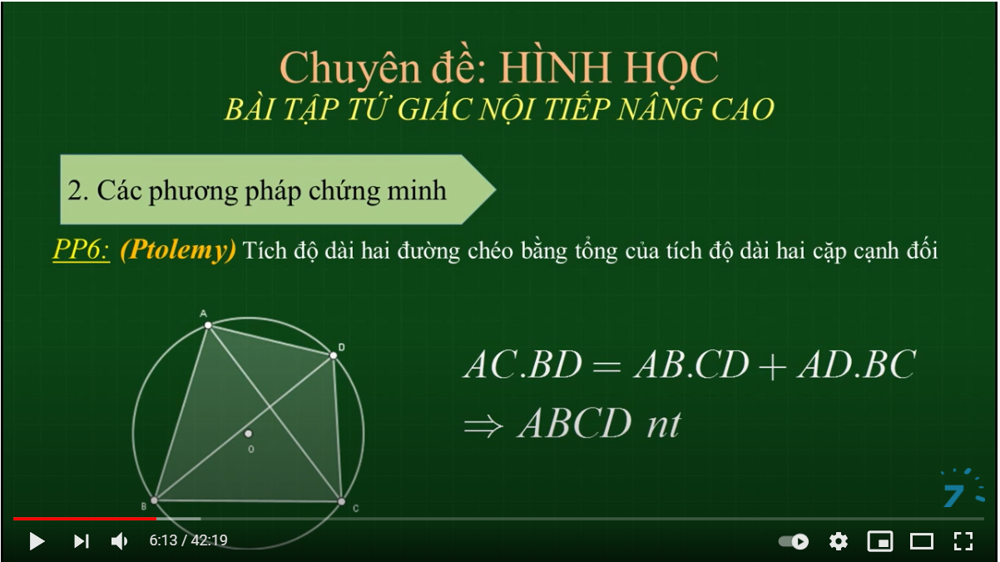 Chuyên đề: HÌNH HỌC
BÀI TẬP TỨ GIÁC NỘI TIẾP NÂNG CAO
2. Các phương pháp chứng minh
PP6: (Ptolemy) Tích độ dài hai đường chéo bằng tổng của tích độ dài hai cặp cạnh đối
A
D
AC.BD = AB.CD + AD.BC
⇒ ABCD nt
O
B
C
7
6:13 / 42:19